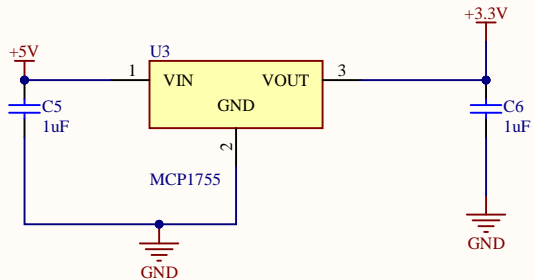 +3.3V
+5V
U3
1
VIN
VOUT
3
GND
C5
1uF
C6
1uF
2
MCP1755
GND
GND